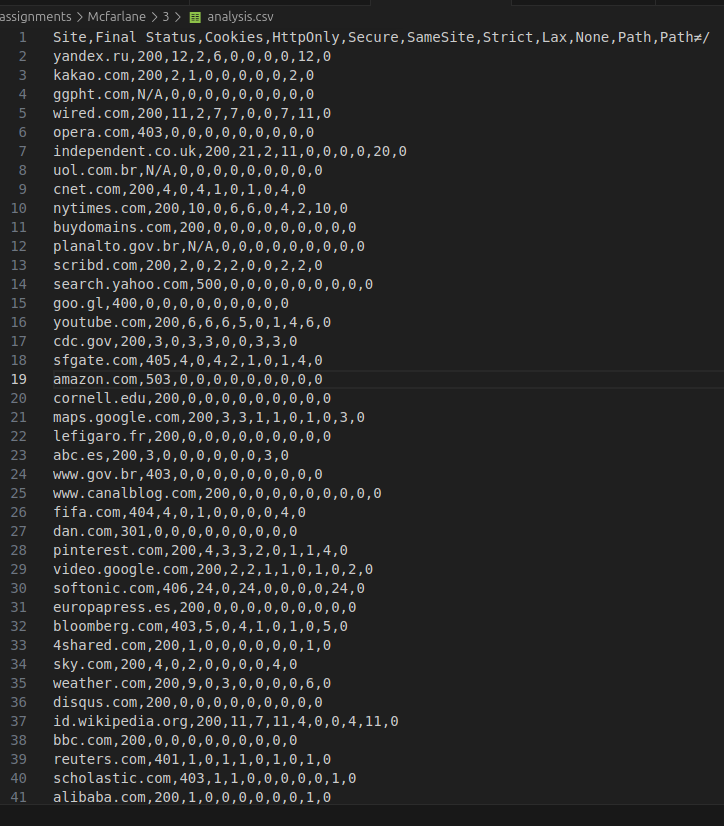 assignments > Mcfarlane > 3 > analysis.csv
1 Site,Final Status,Cookies,HttpOnly,Secure,SameSite,Strict,Lax,None,Path,Path≠/
2 yandex.ru,200,12,2,6,0,0,0,0,12,0
3 kakao.com,200,2,1,0,0,0,0,0,2,0
4 ggpht.com,N/A,0,0,0,0,0,0,0,0,0
5 wired.com,200,11,2,7,7,0,0,7,11,0
6 opera.com,403,0,0,0,0,0,0,0,0,0
7 independent.co.uk,200,21,2,11,0,0,0,0,20,0
8 uol.com.br,N/A,0,0,0,0,0,0,0,0,0
9 cnet.com,200,4,0,4,1,0,1,0,4,0
10 nytimes.com,200,10,0,6,6,0,4,2,10,0
11 buydomains.com,200,0,0,0,0,0,0,0,0,0
12 planalto.gov.br,N/A,0,0,0,0,0,0,0,0,0
13 scribd.com,200,2,0,2,2,0,0,2,2,0
14 search.yahoo.com,500,0,0,0,0,0,0,0,0,0
15 goo.gl,400,0,0,0,0,0,0,0,0,0
16 youtube.com,200,6,6,6,5,0,1,4,6,0
17 cdc.gov,200,3,0,3,3,0,0,3,3,0
18 sfgate.com,405,4,0,4,2,1,0,1,4,0
19 amazon.com,503,0,0,0,0,0,0,0,0,0
20 cornell.edu,200,0,0,0,0,0,0,0,0,0
21 maps.google.com,200,3,3,1,1,0,1,0,3,0
22 lefigaro.fr,200,0,0,0,0,0,0,0,0,0
23 abc.es,200,3,0,0,0,0,0,0,3,0
24 www.gov.br,403,0,0,0,0,0,0,0,0,0
25 www.canalblog.com,200,0,0,0,0,0,0,0,0,0
26 fifa.com,404,4,0,1,0,0,0,0,4,0
27 dan.com,301,0,0,0,0,0,0,0,0,0
28 pinterest.com,200,4,3,3,2,0,1,1,4,0
29 video.google.com,200,2,2,1,1,0,1,0,2,0
30 softonic.com,406,24,0,24,0,0,0,0,24,0
31 europapress.es,200,0,0,0,0,0,0,0,0,0
32 bloomberg.com,403,5,0,4,1,0,1,0,5,0
33 4shared.com,200,1,0,0,0,0,0,0,1,0
34 sky.com,200,4,0,2,0,0,0,0,4,0
35 weather.com,200,9,0,3,0,0,0,0,6,0
36 disqus.com,200,0,0,0,0,0,0,0,0,0
37 id.wikipedia.org,200,11,7,11,4,0,0,4,11,0
38 bbc.com,200,0,0,0,0,0,0,0,0,0
39 reuters.com,401,1,0,1,1,0,1,0,1,0
40 scholastic.com,403,1,1,0,0,0,0,0,1,0
41 alibaba.com,200,1,0,0,0,0,0,0,1,0